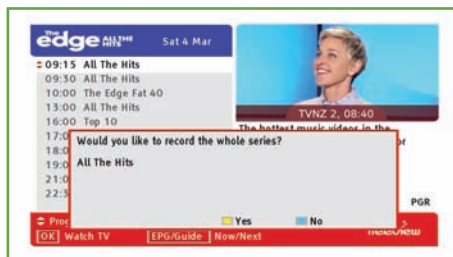 The edge ALL THE HITS
Sat 4 Mar
09:15 All The Hits
09:30 All The Hits
10:00 The Edge Fat 40
13:00 All The Hits
16:00 Top 10
17:0
18:0
19:0
21:0
22:3
TVNZ 2, 08:40
The hottest music videos in the
or
PGR
Would you like to record the whole series?
All The Hits
Yes No
Prog
OK Watch TV EPG/Guide Now/Next
freeview